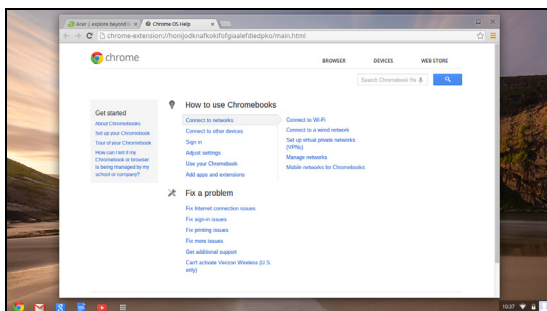 Acer | explore beyond li
Chrome OS Help
chrome-extension://honijodknafkokifofgiaalefdiedpko/main.html
chrome
BROWSER
DEVICES
WEB STORE
Search Chromebook He
Get started
About Chromebooks
Set up your Chromebook
Tour of your Chromebook
How can I tell if my
Chromebook or browser
is being managed by my
school or company?
How to use Chromebooks
Connect to networks
Connect to other devices
Sign in
Adjust settings
Use your Chromebook
Add apps and extensions
Connect to Wi-Fi
Connect to a wired network
Set up virtual private networks
(VPNs)
Manage networks
Mobile networks for Chromebooks
Fix a problem
Fix Internet connection issues
Fix sign-in issues
Fix printing issues
Fix more issues
Get additional support
Can't activate Verizon Wireless (U.S.
only)
10:37